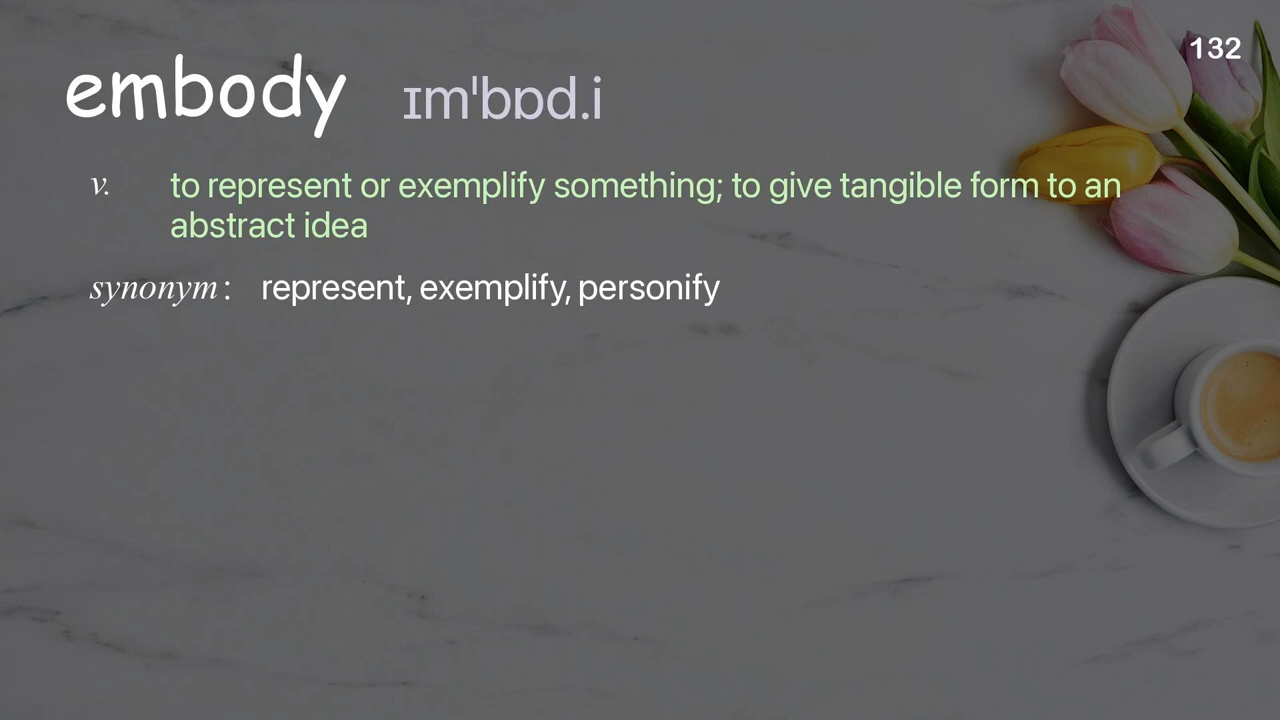 132
embody ɪmˈbɒd.i
v. to represent or exemplify something; to give tangible form to an
abstract idea
synonym: represent, exemplify, personify